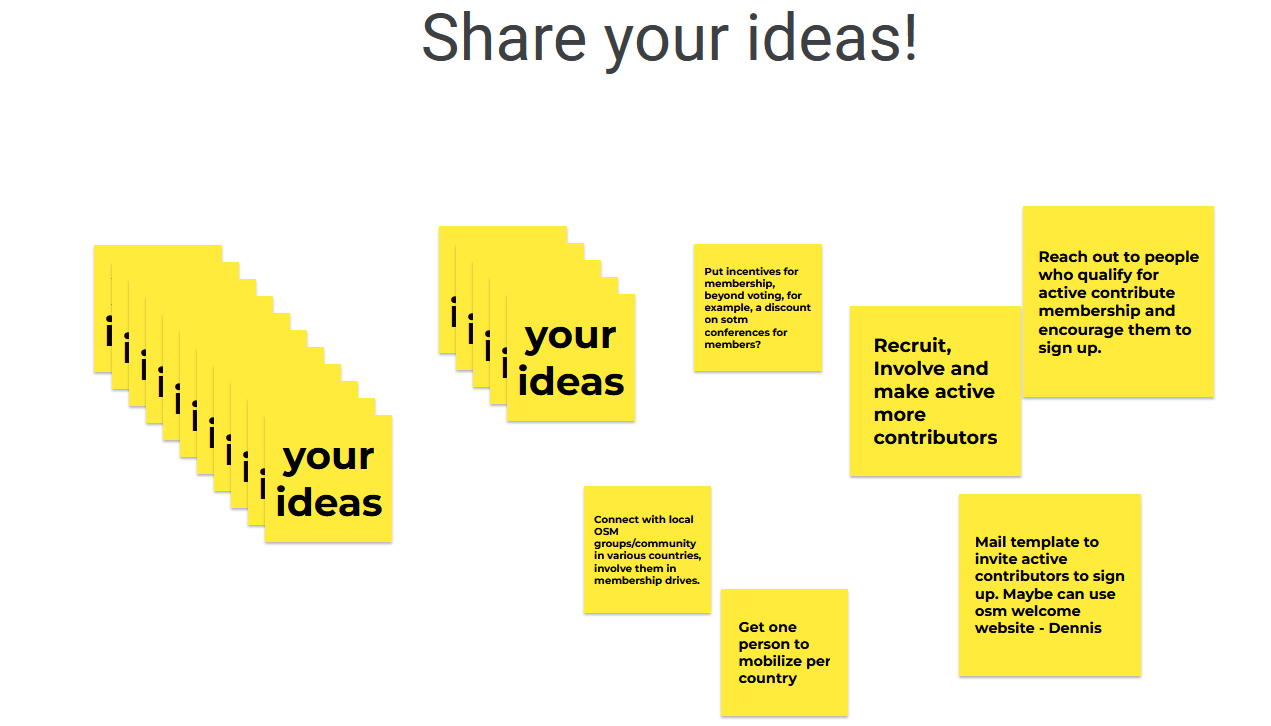 Share your ideas!
i
i
i
i
i
i
i
i
i
i
your
ideas
i
i
i
i
your
ideas
Put incentives for
membership,
beyond voting, for
example, a discount
on sotm
conferences for
members?
Recruit,
Involve and
make active
more
contributors
Reach out to people
who qualify for
active contribute
membership and
encourage them to
sign up.
Connect with local
OSM
groups/community
in various countries,
involve them in
membership drives.
Get one
person to
mobilize per
country
Mail template to
invite active
contributors to sign
up. Maybe can use
osm welcome
website - Dennis